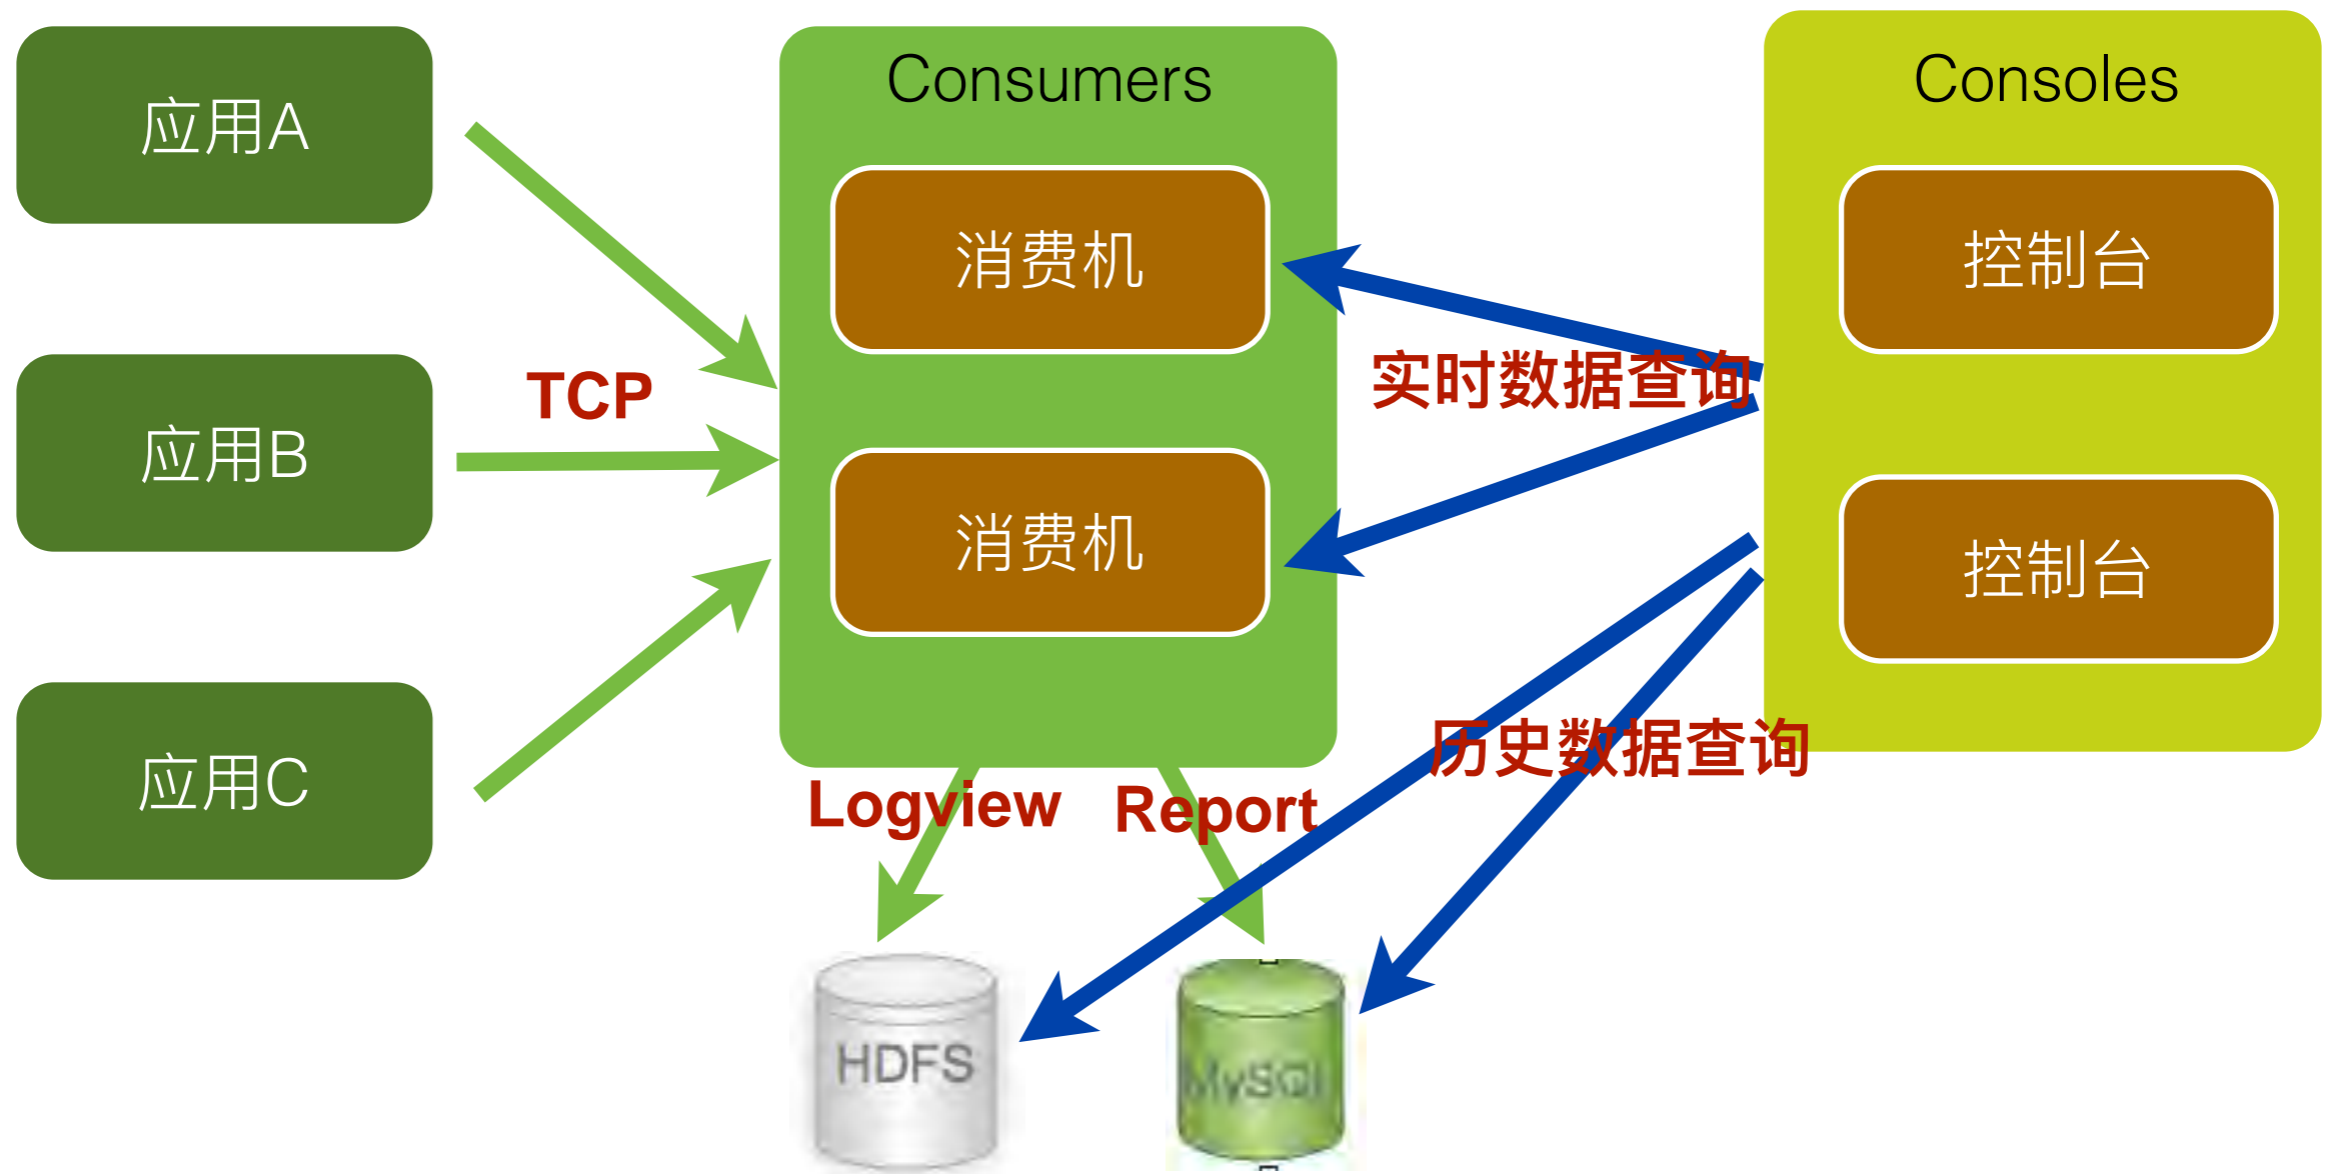 应用A
应用B
应用C
TCP
Consumers
消费机
消费机
Consoles
控制台
控制台
实时数据查询
历史数据查询
Logview
Report
HDFS
MySQL